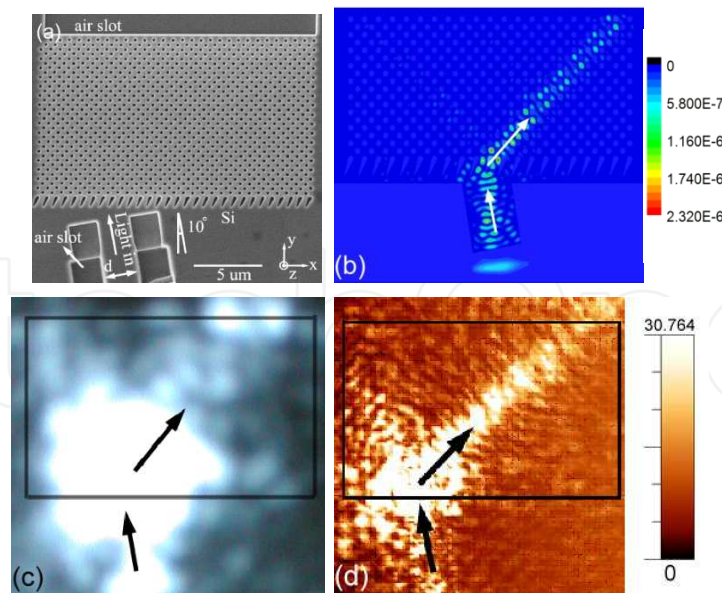 (a) air slot
Si
air slot
Light in
d
10°
5 um
y
x
z
(b)
0
5.800E-7
1.160E-6
1.740E-6
2.320E-6
(c)
(d)
30.764
0